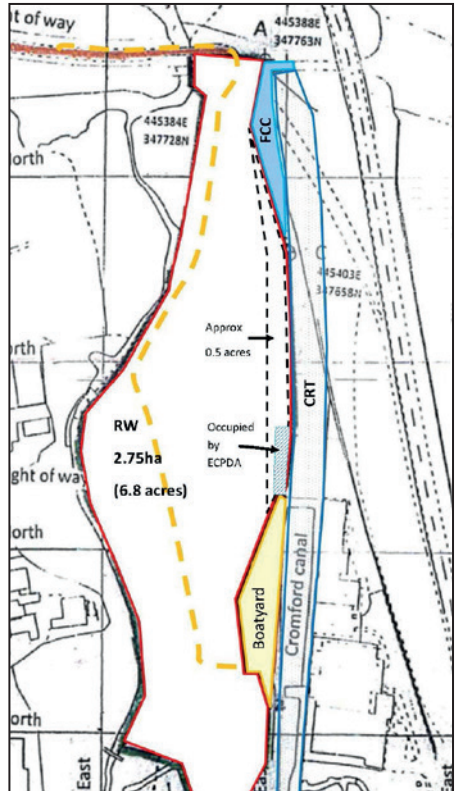 nt of way
A
445388E
347763N
FCC
445384E
347728N
orth
C
445403E
347658N
Approx
0.5 acres
orth
CRT
Occupied
by
ECPDA
RW
2.75ha
(6.8 acres)
ght of way
Cromford canal
Boatyard
orth
East
East